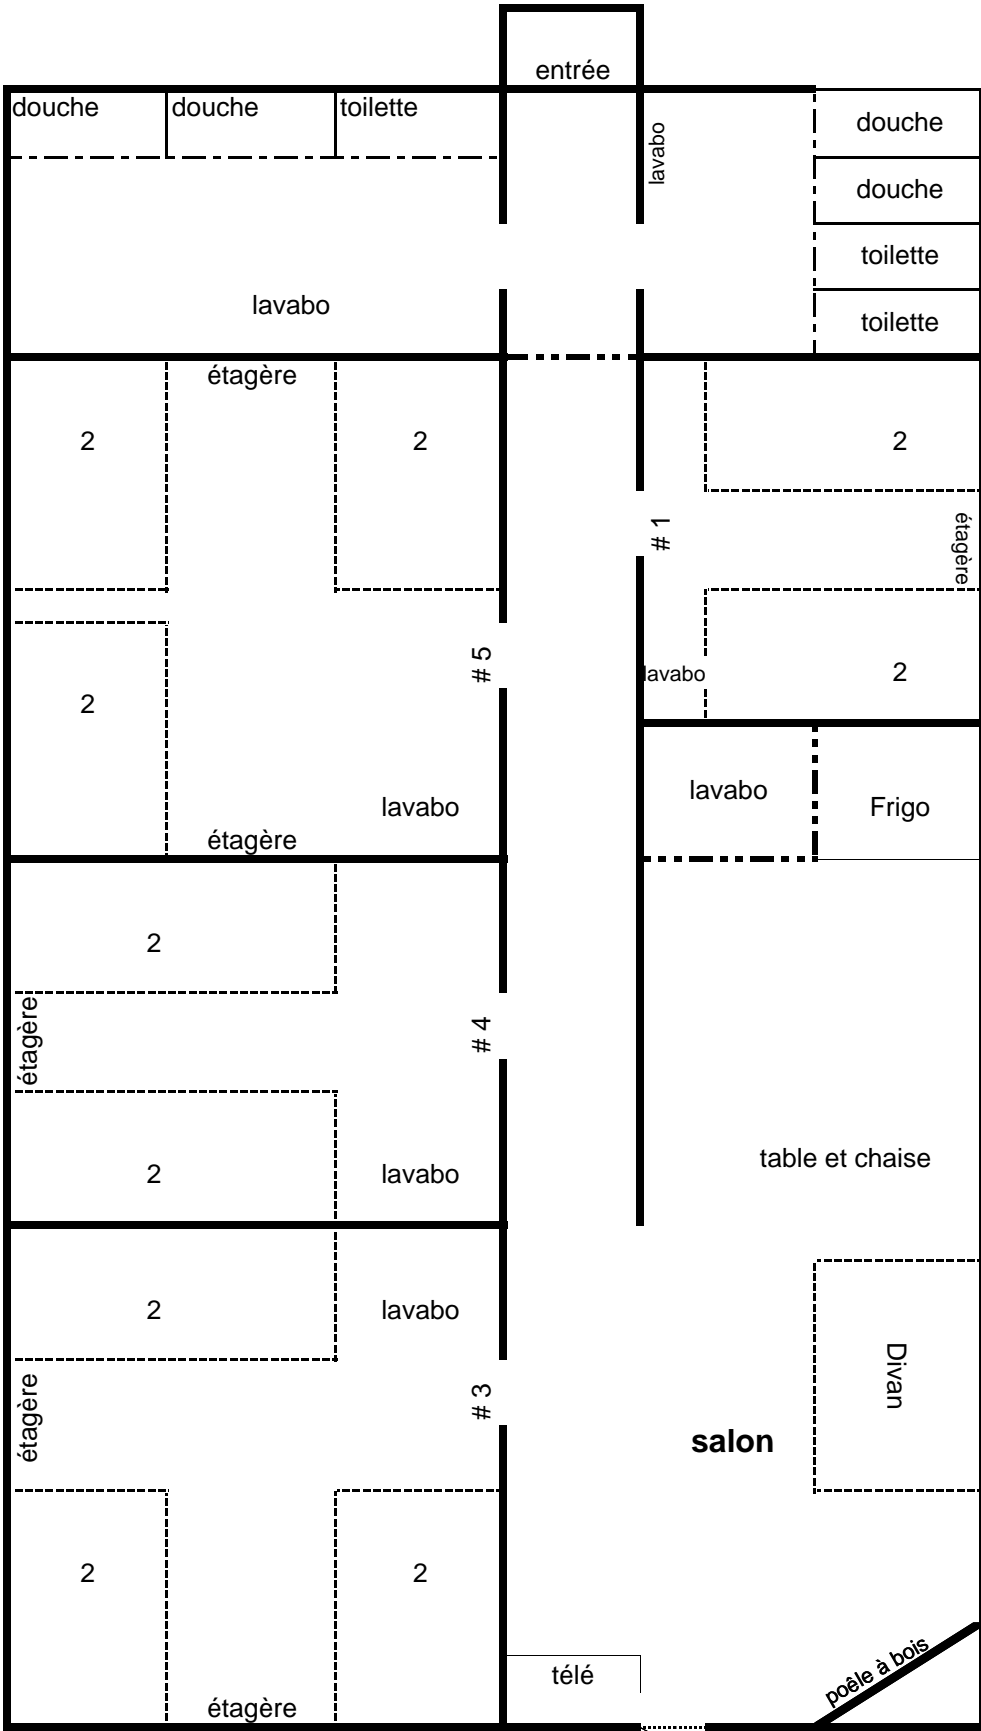 entrée
douche
douche
toilette
lavabo
douche
douche
toilette
toilette
lavabo
étagère
2
2
2
# 1
étagère
# 5
lavabo
2
2
lavabo
Frigo
lavabo
étagère
2
étagère
# 4
2
lavabo
table et chaise
2
lavabo
étagère
# 3
Divan
salon
2
2
poêle à bois
télé
étagère